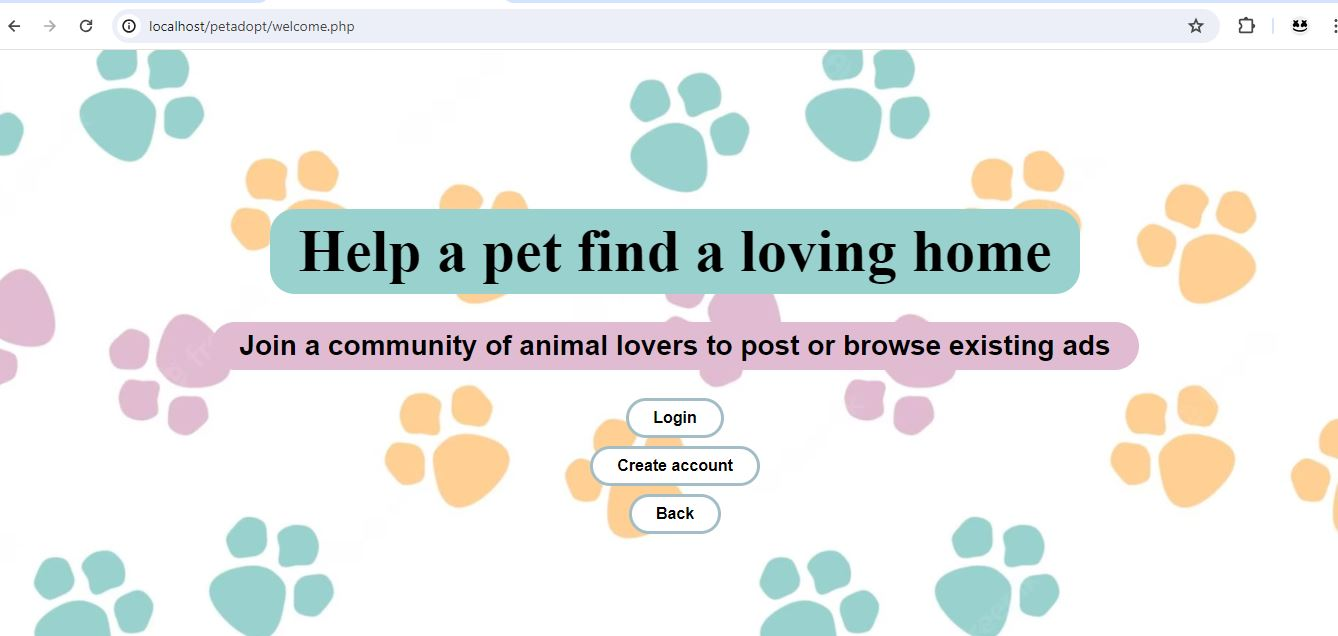 localhost/petadopt/welcome.php
Help a pet find a loving home
Join a community of animal lovers to post or browse existing ads
Login
Create account
Back